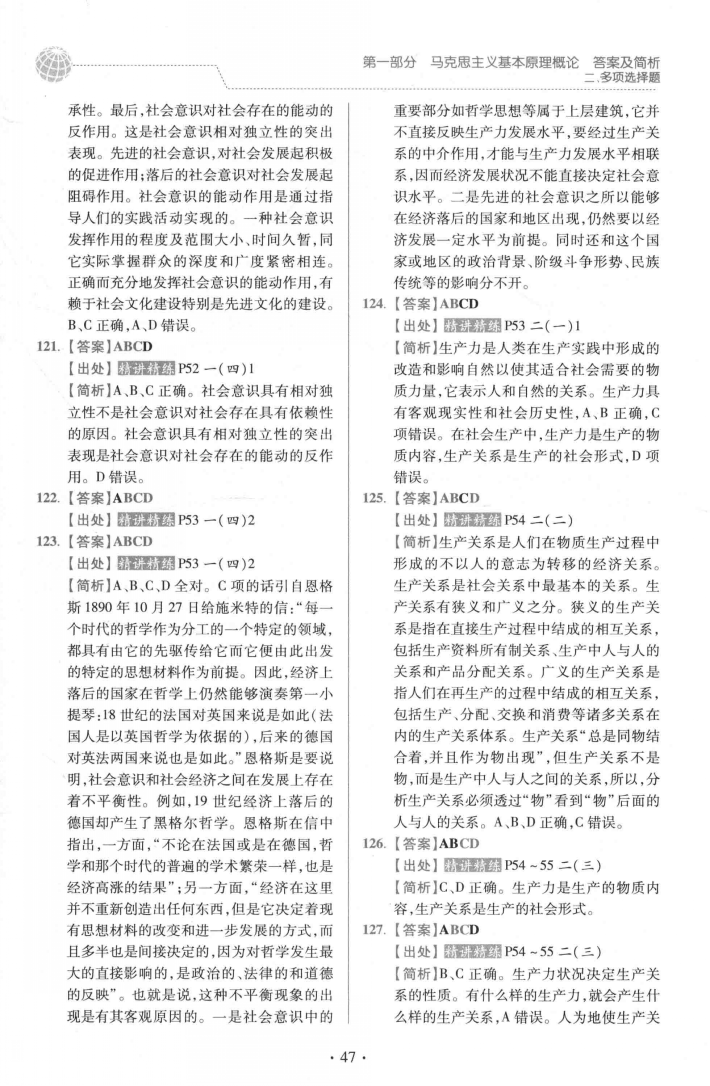 第一部分　马克思主义基本原理概论　答案及简析
二、多项选择题
承性。最后,社会意识对社会存在的能动的
反作用。这是社会意识相对独立性的突出
表现。先进的社会意识,对社会发展起积极
的促进作用;落后的社会意识对社会发展起
阻碍作用。社会意识的能动作用是通过指
导人们的实践活动实现的。一种社会意识
发挥作用的程度及范围大小、时间久暂,同
它实际掌握群众的深度和广度紧密相连。
正确而充分地发挥社会意识的能动作用,有
赖于社会文化建设特别是先进文化的建设。
B、C 正确,A、D 错误。
121.【答案】ABCD
【出处】精讲精练 P52 一(四)1
【简析】A、B、C 正确。社会意识具有相对独
立性不是社会意识对社会存在具有依赖性
的原因。社会意识具有相对独立性的突出
表现是社会意识对社会存在的能动的反作
用。D 错误。
122.【答案】ABCD
【出处】精讲精练 P53 一(四)2
123.【答案】ABCD
【出处】精讲精练 P53 一(四)2
【简析】A、B、C、D 全对。C 项的话引自恩格
斯 1890 年 10 月 27 日给施米特的信:“每一
个时代的哲学作为分工的一个特定的领域,
都具有由它的先驱传给它而它便由此出发
的特定的思想材料作为前提。因此,经济上
落后的国家在哲学上仍然能够演奏第一小
提琴:18 世纪的法国对英国来说是如此(法
国人是以英国哲学为依据的),后来的德国
对英法两国来说也是如此。”恩格斯是要说
明,社会意识和社会经济之间在发展上存在
着不平衡性。例如,19 世纪经济上落后的
德国却产生了黑格尔哲学。恩格斯在信中
指出,一方面,“不论在法国或是在德国,哲
学和那个时代的普遍的学术繁荣一样,也是
经济高涨的结果”;另一方面,“经济在这里
并不重新创造出任何东西,但是它决定着现
有思想材料的改变和进一步发展的方式,而
且多半也是间接决定的,因为对哲学发生最
大的直接影响的,是政治的、法律的和道德
的反映”。也就是说,这种不平衡现象的出
现是有其客观原因的。一是社会意识中的
重要部分如哲学思想等属于上层建筑,它并
不直接反映生产力发展水平,要经过生产关
系的中介作用,才能与生产力发展水平相联
系,因而经济发展状况不能直接决定社会意
识水平。二是先进的社会意识之所以能够
在经济落后的国家和地区出现,仍然要以经
济发展一定水平为前提。同时还和这个国
家或地区的政治背景、阶级斗争形势、民族
传统等的影响分不开。
124.【答案】ABCD
【出处】精讲精练 P53 二(一)1
【简析】生产力是人类在生产实践中形成的
改造和影响自然以使其适合社会需要的物
质力量,它表示人和自然的关系。生产力具
有客观现实性和社会历史性,A、B 正确,C
项错误。在社会生产中,生产力是生产的物
质内容,生产关系是生产的社会形式,D 项
错误。
125.【答案】ABCD
【出处】精讲精练 P54 二(二)
【简析】生产关系是人们在物质生产过程中
形成的不以人的意志为转移的经济关系。
生产关系是社会关系中最基本的关系。生
产关系有狭义和广义之分。狭义的生产关
系是指在直接生产过程中结成的相互关系,
包括生产资料所有制关系、生产中人与人的
关系和产品分配关系。广义的生产关系是
指人们在再生产的过程中结成的相互关系,
包括生产、分配、交换和消费等诸多关系在
内的生产关系体系。生产关系“总是同物结
合着,并且作为物出现”,但生产关系不是
物,而是生产中人与人之间的关系,所以,分
析生产关系必须透过“物”看到“物”后面的
人与人的关系。A、B、D 正确,C 错误。
126.【答案】ABCD
【出处】精讲精练 P54～55 二(三)
【简析】C、D 正确。生产力是生产的物质内
容,生产关系是生产的社会形式。
127.【答案】ABCD
【出处】精讲精练 P54～55 二(三)
【简析】B、C 正确。生产力状况决定生产关
系的性质。有什么样的生产力,就会产生什
么样的生产关系,A 错误。人为地使生产关
· 47 ·